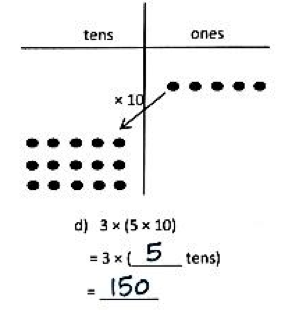 tens ones
× 10
d) 3 × (5 × 10)
= 3 × (5 tens)
= 150